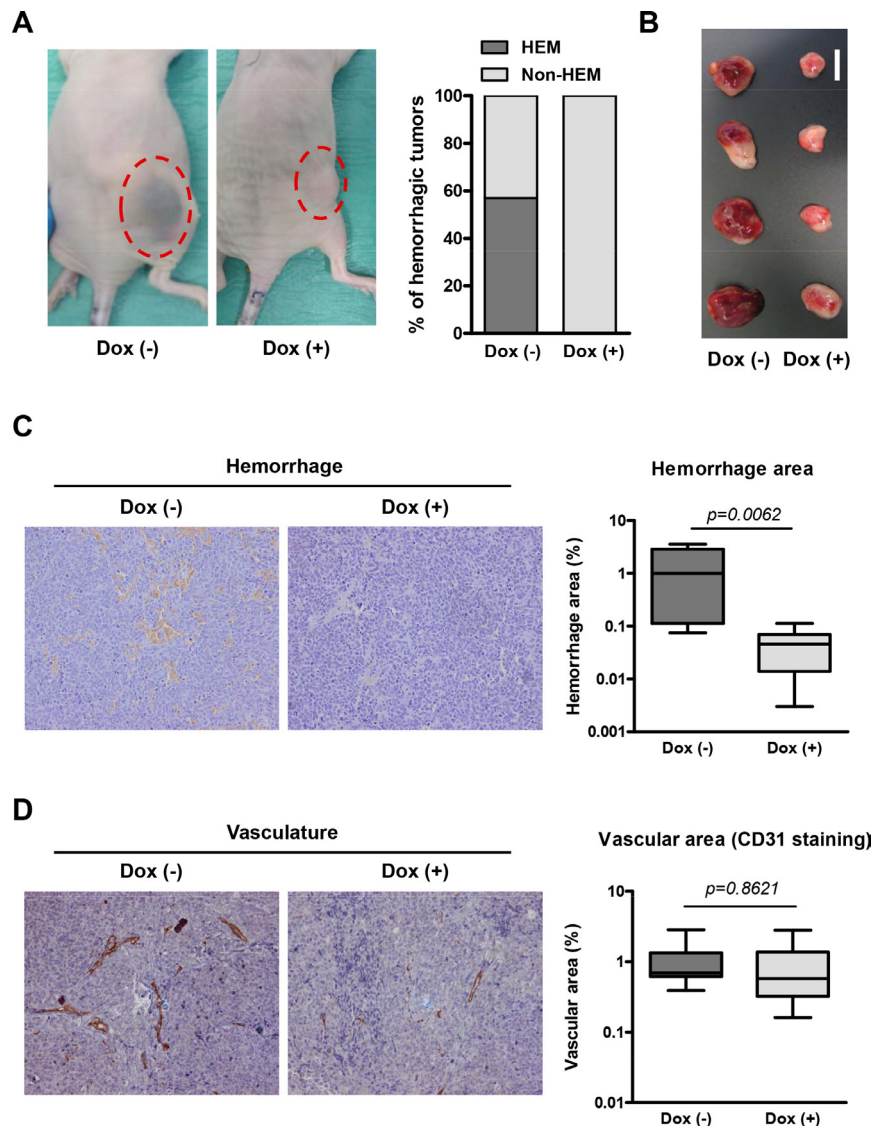 A
HEM
Non-HEM
% of hemorrhagic tumors
100
80
60
40
20
0
Dox (-)
Dox (+)
Dox (-)
Dox (+)
B
Dox (-)
Dox (+)
C
Hemorrhage
Dox (-)
Dox (+)
Hemorrhage area
p=0.0062
Hemorrhage area (%)
10
1
0.1
0.01
0.001
Dox (-)
Dox (+)
D
Vasculature
Dox (-)
Dox (+)
Vascular area (CD31 staining)
p=0.8621
Vascular area (%)
10
1
0.1
0.01
Dox (-)
Dox (+)